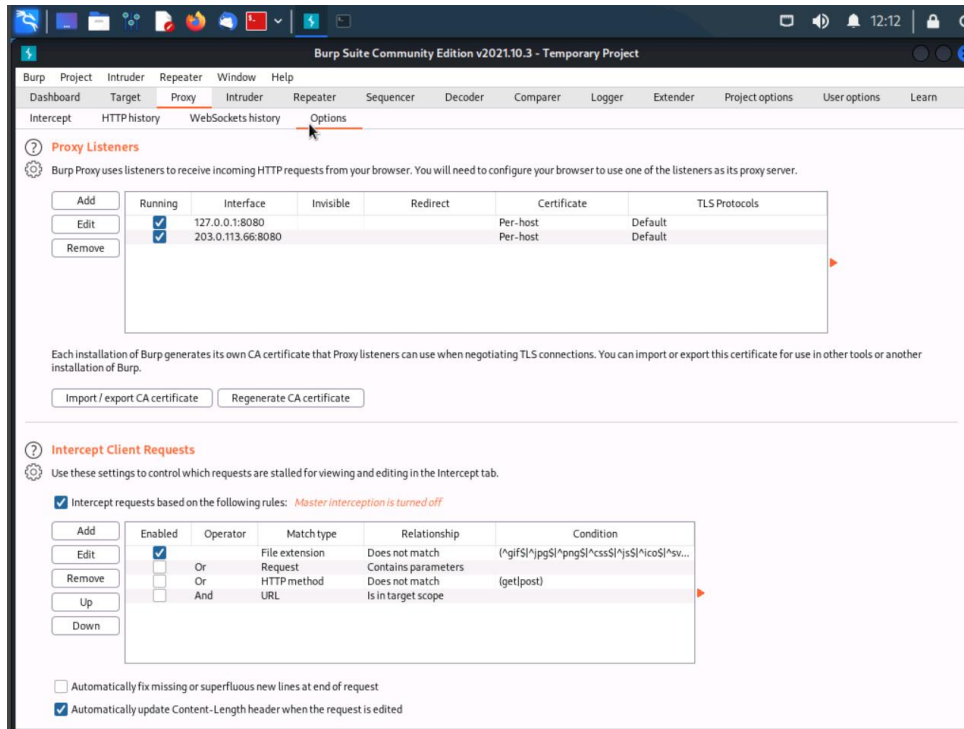 12:12
Burp Suite Community Edition v2021.10.3 - Temporary Project
Burp Project Intruder Repeater Window Help
Dashboard Target Proxy Intruder Repeater Sequencer Decoder Comparer Logger Extender Project options User options Learn
Intercept HTTP history WebSockets history Options
? Proxy Listeners
Burp Proxy uses listeners to receive incoming HTTP requests from your browser. You will need to configure your browser to use one of the listeners as its proxy server.
Add Running Interface Invisible Redirect Certificate TLS Protocols
Edit 127.0.0.1:8080 Per-host Default
203.0.113.66:8080 Per-host Default
Remove
Each installation of Burp generates its own CA certificate that Proxy listeners can use when negotiating TLS connections. You can import or export this certificate for use in other tools or another
installation of Burp.
Import / export CA certificate Regenerate CA certificate
? Intercept Client Requests
Use these settings to control which requests are stalled for viewing and editing in the Intercept tab.
Intercept requests based on the following rules: Master interception is turned off
Add Enabled Operator Match type Relationship Condition
Edit File extension Does not match (^gif$|^jpg$|^png$|^css$|^js$|^ico$|^sv...
Or Request Contains parameters
Remove Or HTTP method Does not match (get|post)
And URL Is in target scope
Up
Down
Automatically fix missing or superfluous new lines at end of request
Automatically update Content-Length header when the request is edited